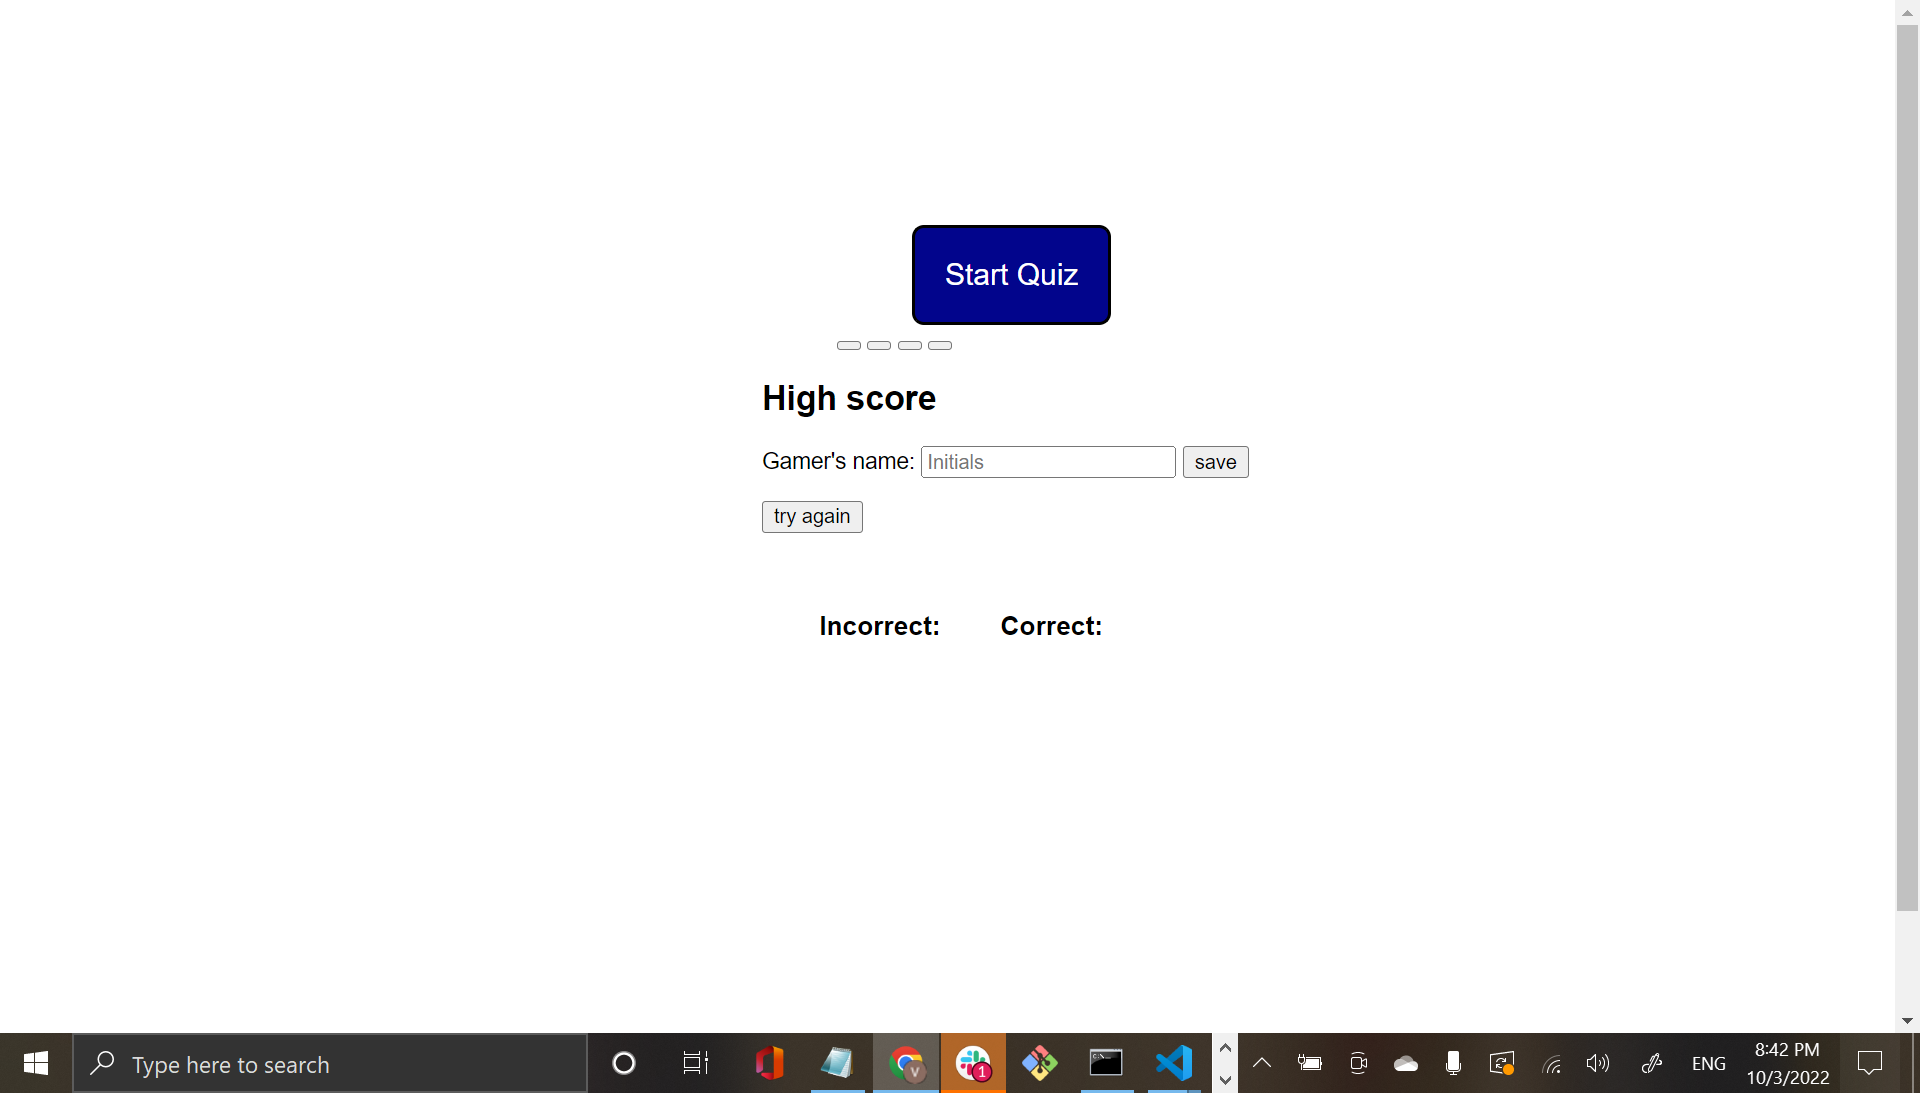 Start Quiz
High score
Gamer's name: Initials save
try again
Incorrect: Correct:
Type here to search
V
1
C:\_
ENG
8:42 PM
10/3/2022